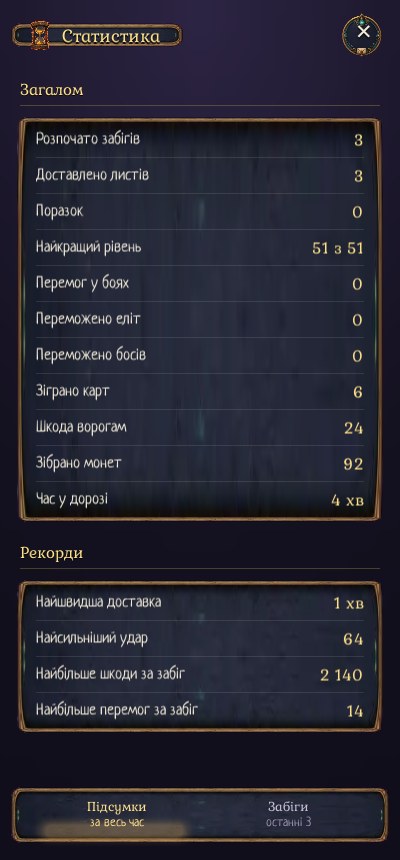 Статистика
Загалом
Розпочато забігів 3
Доставлено листів 3
Поразок 0
Найкращий рівень 51 з 51
Перемог у боях 0
Переможено еліт 0
Переможено босів 0
Зіграно карт 6
Шкода ворогам 24
Зібрано монет 92
Час у дорозі 4 хв
Рекорди
Найшвидша доставка 1 хв
Найсильніший удар 64
Найбільше шкоди за забіг 2 140
Найбільше перемог за забіг 14
Підсумки Забіги
за весь час останні 3